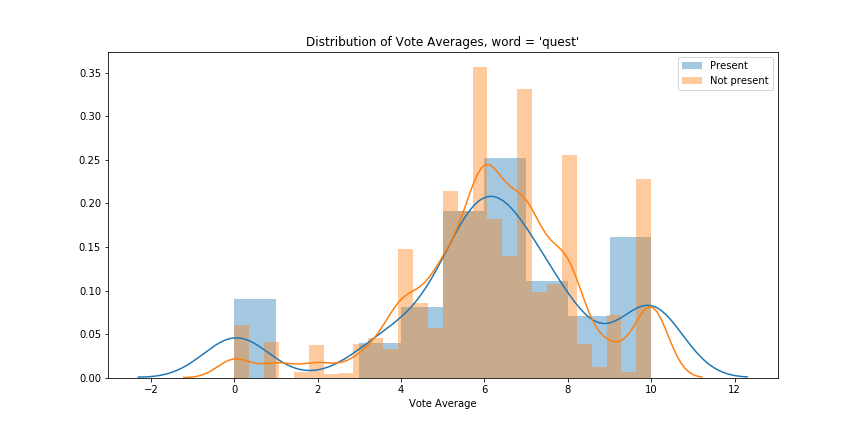 Distribution of Vote Averages, word = 'quest'
Present
Not present
0.35
0.30
0.25
0.20
0.15
0.10
0.05
0.00
−2 0 2 4 6 8 10 12
Vote Average